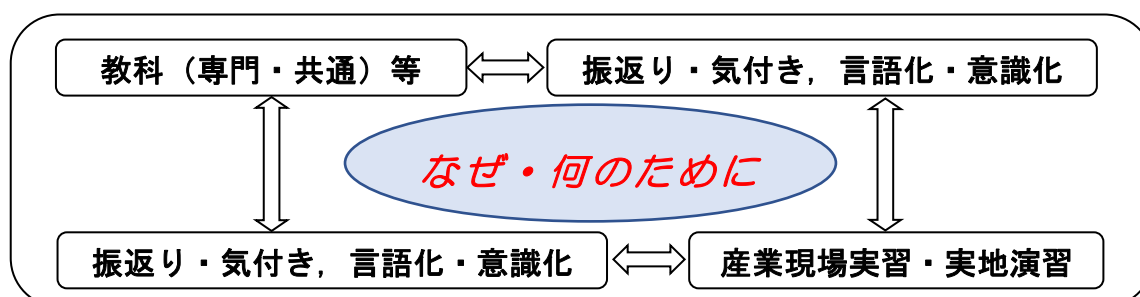 教科（専門・共通）等
振返り・気付き，言語化・意識化
なぜ・何のために
振返り・気付き，言語化・意識化
産業現場実習・実地演習